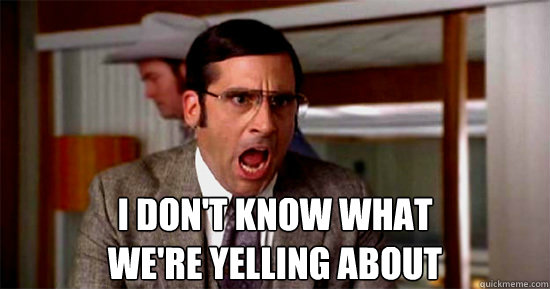 I DON'T KNOW WHAT
WE'RE YELLING ABOUT
quickmeme.com